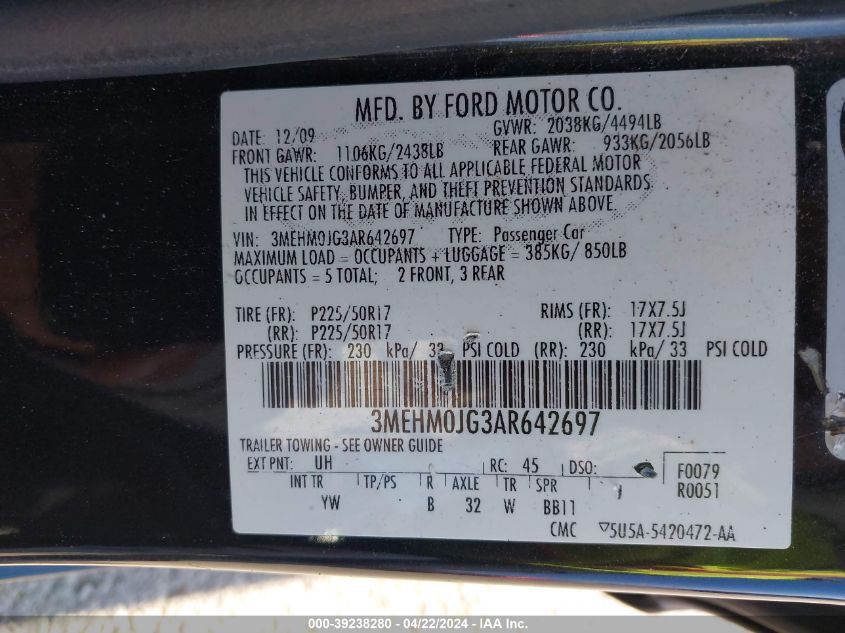 MFD. BY FORD MOTOR CO.
DATE: 12/09 GVWR: 2038KG/4494LB
FRONT GAWR: 1106KG/2438LB REAR GAWR: 933KG/2056LB
THIS VEHICLE CONFORMS TO ALL APPLICABLE FEDERAL MOTOR
VEHICLE SAFETY, BUMPER, AND THEFT PREVENTION STANDARDS
IN EFFECT ON THE DATE OF MANUFACTURE SHOWN ABOVE.
VIN: 3MEHM0JG3AR642697 TYPE: Passenger Car
MAXIMUM LOAD = OCCUPANTS + LUGGAGE = 385KG/ 850LB
OCCUPANTS = 5 TOTAL; 2 FRONT, 3 REAR
TIRE (FR): P225/50R17 RIMS (FR): 17X7.5J
(RR): P225/50R17 (RR): 17X7.5J
PRESSURE (FR): 230 kPa/ 33 PSI COLD (RR): 230 kPa/ 33 PSI COLD
3MEHM0JG3AR642697
TRAILER TOWING - SEE OWNER GUIDE
EXT PNT: UH RC: 45 DSO: F0079
INT TR TP/PS R AXLE TR SPR R0051
YW B 32 W BB11
CMC ▽5U5A-5420472-AA
000-39238280 - 04/22/2024 - IAA Inc.